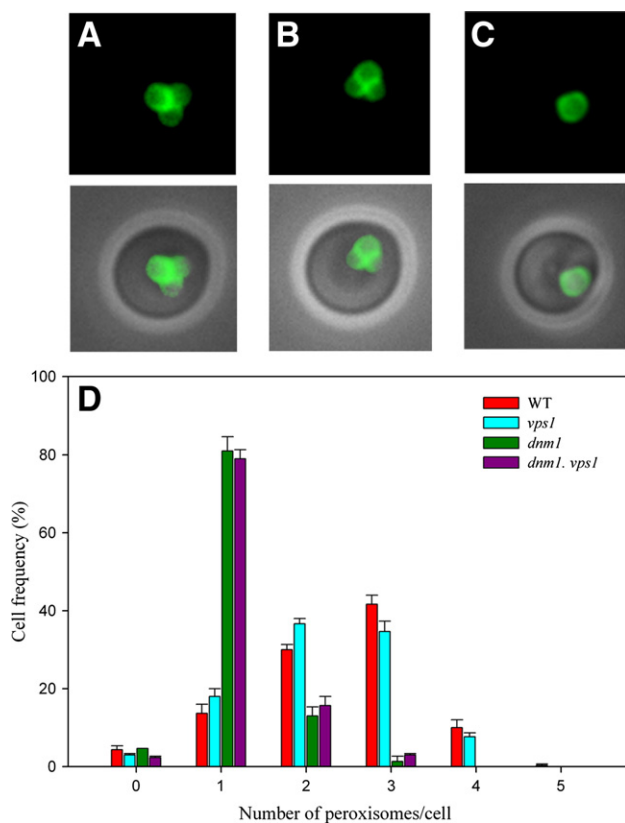 A
B
C
D
100
80
60
40
20
0
Cell frequency (%)
WT
vps1
dnm1
dnm1. vps1
0 1 2 3 4 5
Number of peroxisomes/cell